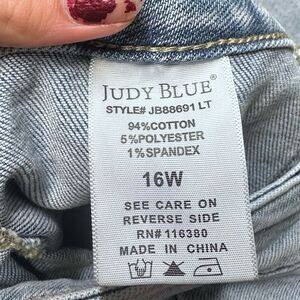 JUDY BLUE®
STYLE# JB88691 LT
94%COTTON
5%POLYESTER
1%SPANDEX
16W
SEE CARE ON
REVERSE SIDE
RN# 116380
MADE IN CHINA